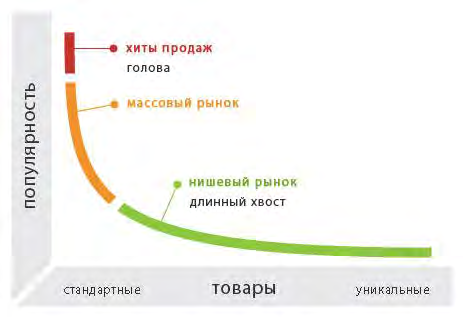 хиты продаж
голова
массовый рынок
популярность
нишевый рынок
длинный хвост
стандартные товары уникальные